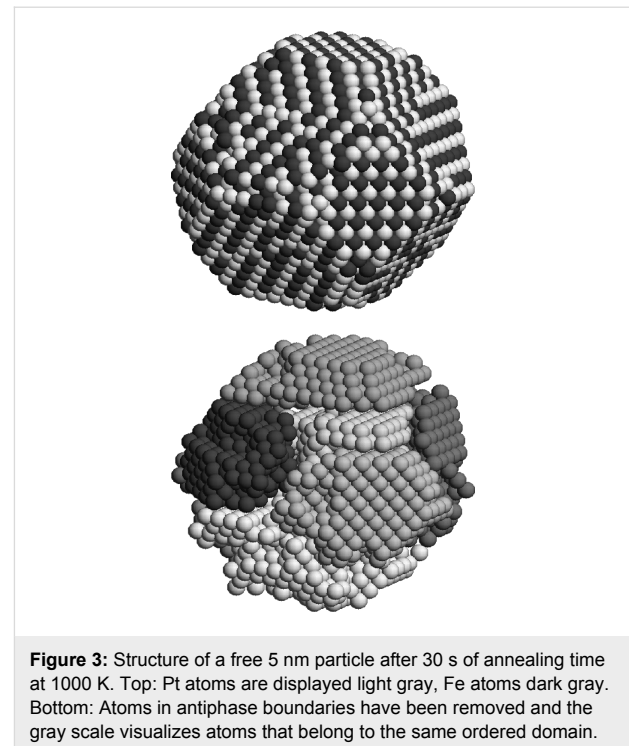 Figure 3: Structure of a free 5 nm particle after 30 s of annealing time
at 1000 K. Top: Pt atoms are displayed light gray, Fe atoms dark gray.
Bottom: Atoms in antiphase boundaries have been removed and the
gray scale visualizes atoms that belong to the same ordered domain.